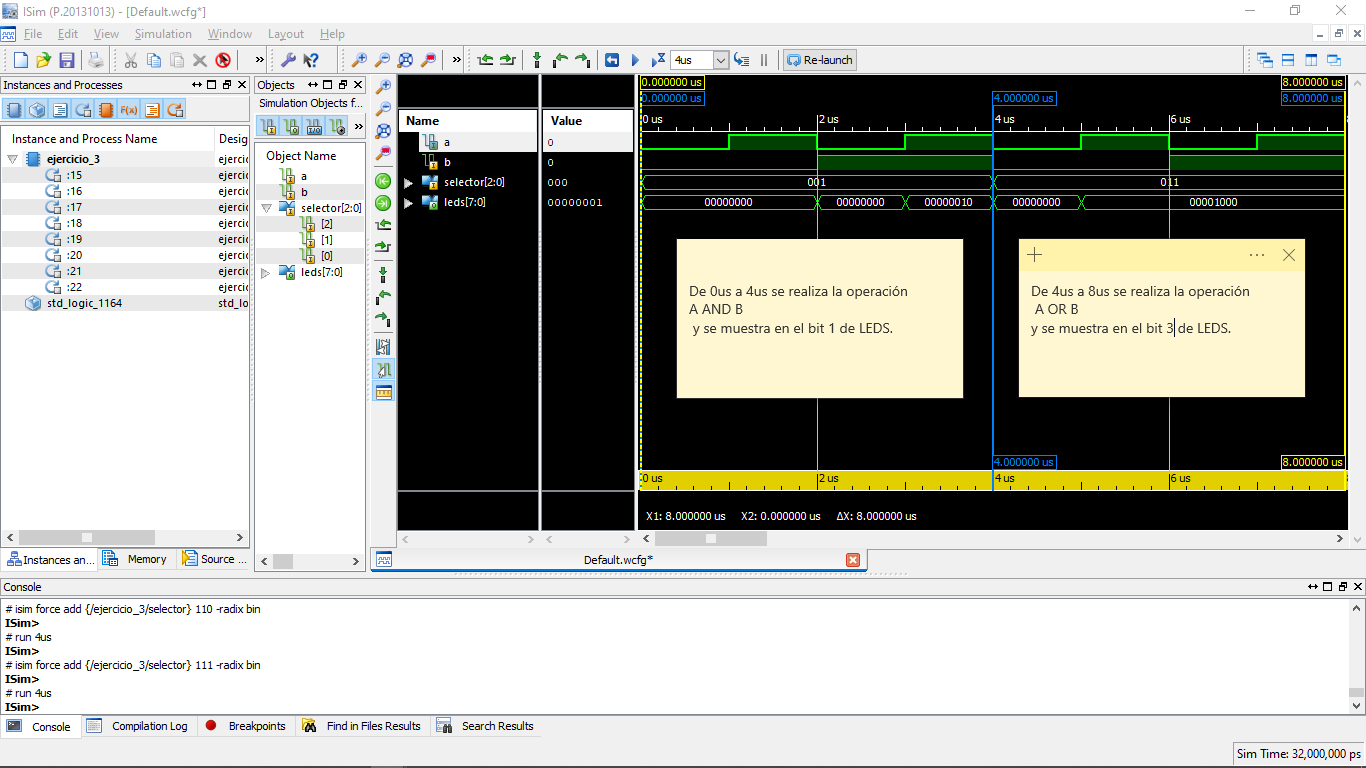 ISim (P.20131013) - [Default.wcfg*]
File Edit View Simulation Window Layout Help
4us Re-launch
Instances and Processes
Instance and Process Name Desig
ejercicio_3 ejercic
:15 ejercic
:16 ejercic
:17 ejercic
:18 ejercic
:19 ejercic
:20 ejercic
:21 ejercic
:22 ejercic
std_logic_1164 std_lo
Instances an... Memory Source ...
Objects
Simulation Objects f...
Object Name
a
b
selector[2:0]
[2]
[1]
[0]
leds[7:0]
Name Value
a 0
b 0
selector[2:0] 000
leds[7:0] 00000001
0.000000 us 8.000000 us
0.000000 us 4.000000 us 8.000000 us
0 us 2 us 4 us 6 us
001 011
00000000 00000000 00000010 00000000 00001000
De 0us a 4us se realiza la operación
A AND B
y se muestra en el bit 1 de LEDS.
De 4us a 8us se realiza la operación
A OR B
y se muestra en el bit 3 de LEDS.
4.000000 us 8.000000 us
0 us 2 us 4 us 6 us
X1: 8.000000 us X2: 0.000000 us ΔX: 8.000000 us
Default.wcfg*
Console
# isim force add {/ejercicio_3/selector} 110 -radix bin
ISim>
# run 4us
ISim>
# isim force add {/ejercicio_3/selector} 111 -radix bin
ISim>
# run 4us
ISim>
Console Compilation Log Breakpoints Find in Files Results Search Results
Sim Time: 32,000,000 ps